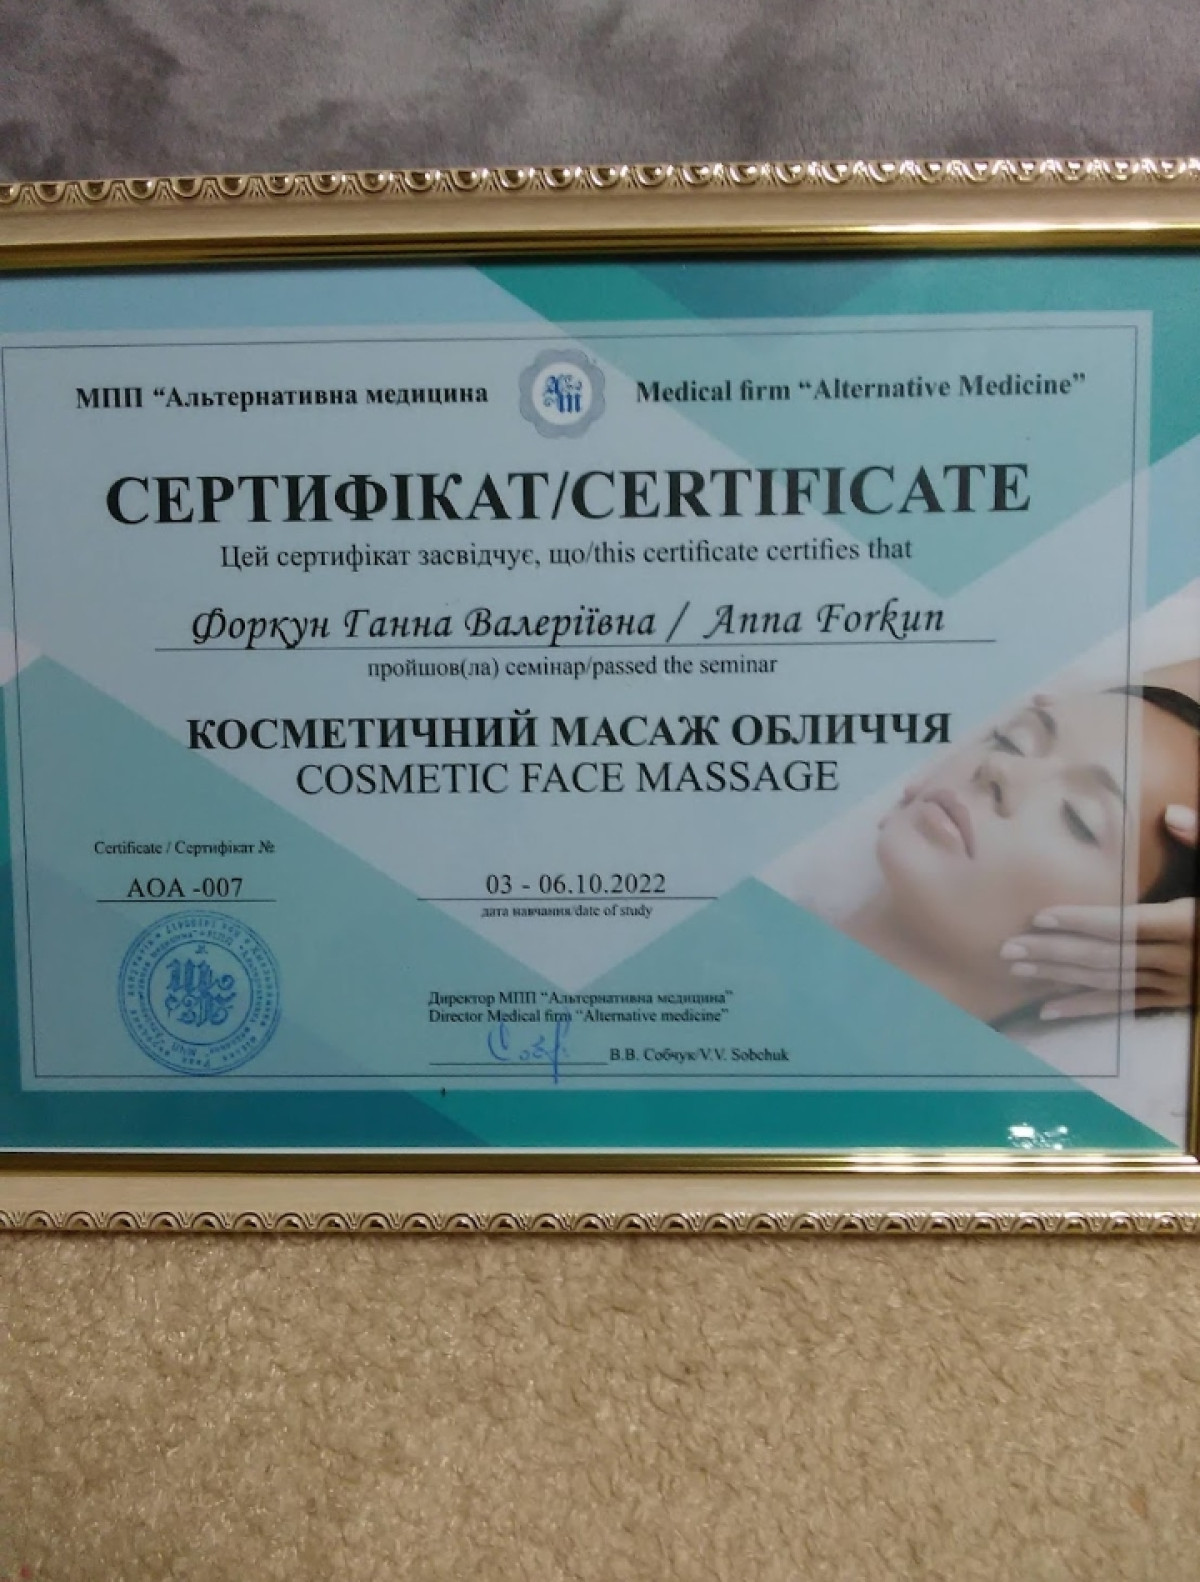 МПП “Альтернативна медицина
Medical firm “Alternative Medicine”
СЕРТИФІКАТ/CERTIFICATE
Цей сертифікат засвідчує, що/this certificate certifies that
Форкун Ганна Валеріївна / Anna Forkun
пройшов(ла) семінар/passed the seminar
КОСМЕТИЧНИЙ МАСАЖ ОБЛИЧЧЯ
COSMETIC FACE MASSAGE
Certificate / Сертифікат №
АОА -007
03 - 06.10.2022
дата навчання/date of study
Директор МПП “Альтернативна медицина”
Director Medical firm “Alternative medicine”
В.В. Собчук/V.V. Sobchuk